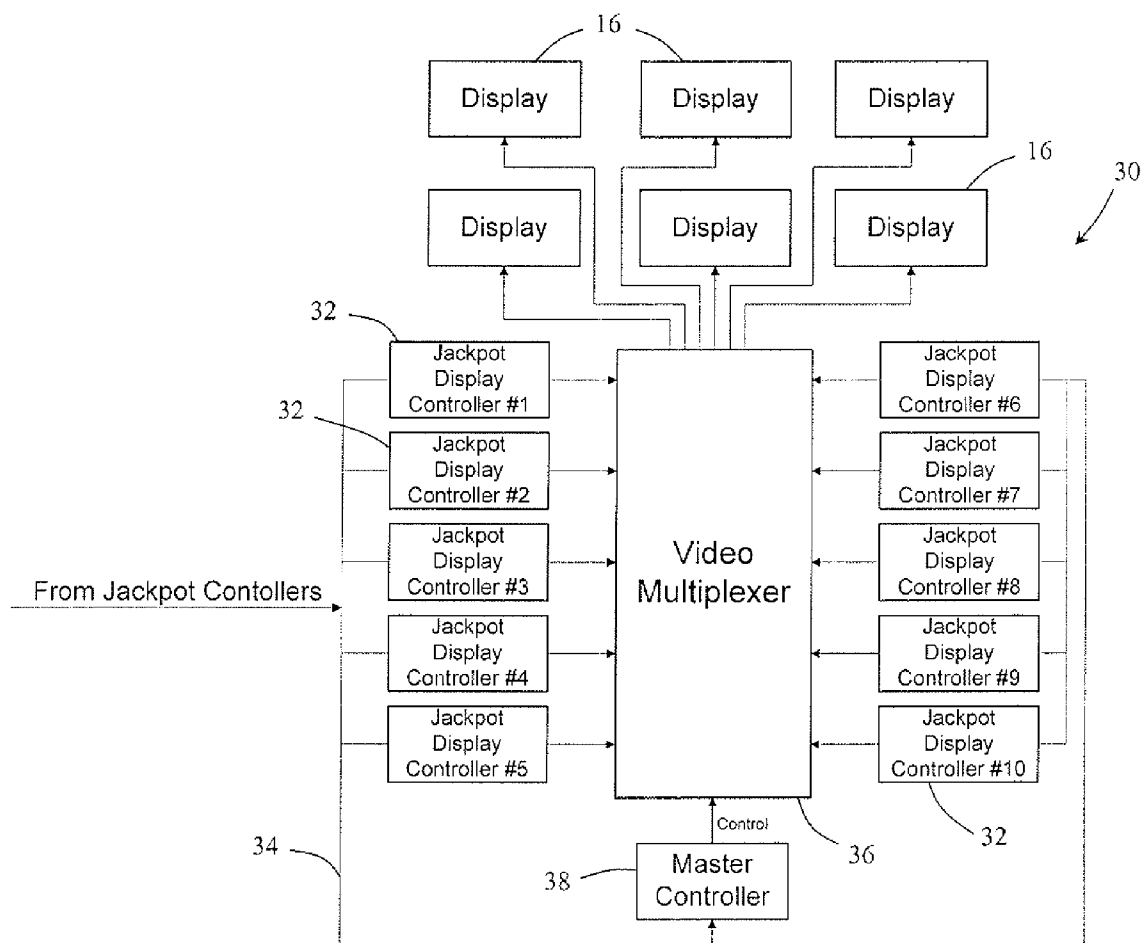 16
Display
Display
Display
16
30
Display
Display
Display
32
Jackpot
Display
Controller #1
Jackpot
Display
Controller #6
32
Jackpot
Display
Controller #2
Jackpot
Display
Controller #7
Jackpot
Display
Controller #3
Video
Multiplexer
Jackpot
Display
Controller #8
From Jackpot Contollers
Jackpot
Display
Controller #4
Jackpot
Display
Controller #9
Jackpot
Display
Controller #5
Jackpot
Display
Controller #10
Control
34
38
Master
Controller
36
32